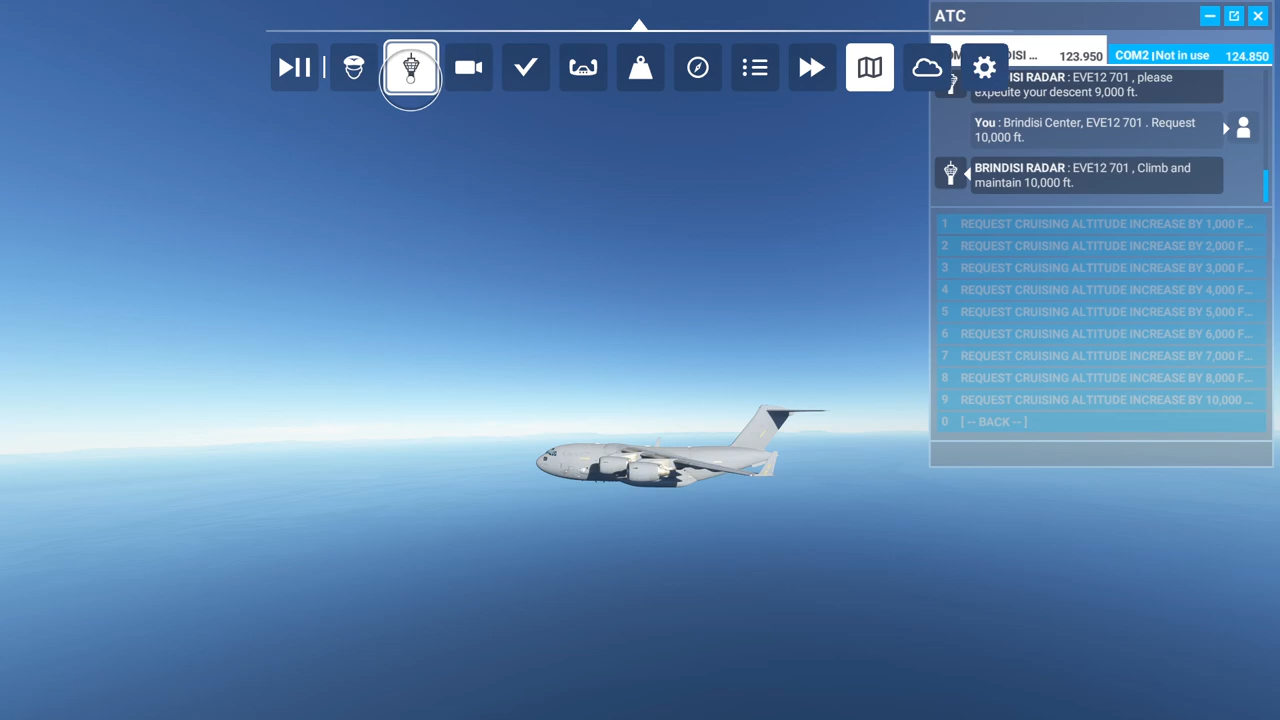 ATC
ISI ... 123.950
COM2 |Not in use 124.850
ISI RADAR : EVE12 701 , please
expedite your descent 9,000 ft.
You : Brindisi Center, EVE12 701 . Request
10,000 ft.
BRINDISI RADAR : EVE12 701 , Climb and
maintain 10,000 ft.
1 REQUEST CRUISING ALTITUDE INCREASE BY 1,000 F...
2 REQUEST CRUISING ALTITUDE INCREASE BY 2,000 F...
3 REQUEST CRUISING ALTITUDE INCREASE BY 3,000 F...
4 REQUEST CRUISING ALTITUDE INCREASE BY 4,000 F...
5 REQUEST CRUISING ALTITUDE INCREASE BY 5,000 F...
6 REQUEST CRUISING ALTITUDE INCREASE BY 6,000 F...
7 REQUEST CRUISING ALTITUDE INCREASE BY 7,000 F...
8 REQUEST CRUISING ALTITUDE INCREASE BY 8,000 F...
9 REQUEST CRUISING ALTITUDE INCREASE BY 10,000 ...
0 [ -- BACK -- ]